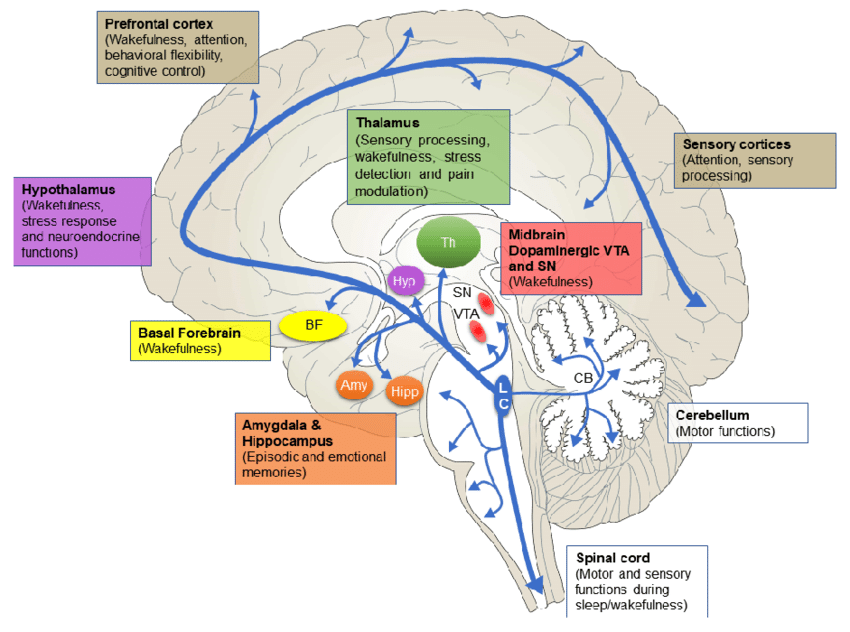 Prefrontal cortex
(Wakefulness, attention,
behavioral flexibility,
cognitive control)
Thalamus
(Sensory processing,
wakefulness, stress
detection and pain
modulation)
Sensory cortices
(Attention, sensory
processing)
Hypothalamus
(Wakefulness,
stress response
and neuroendocrine
functions)
Midbrain
Dopaminergic VTA
and SN
(Wakefulness)
Th
Hyp
SN
VTA
BF
Basal Forebrain
(Wakefulness)
Amy
Hipp
LC
CB
Amygdala &
Hippocampus
(Episodic and emotional
memories)
Cerebellum
(Motor functions)
Spinal cord
(Motor and sensory
functions during
sleep/wakefulness)